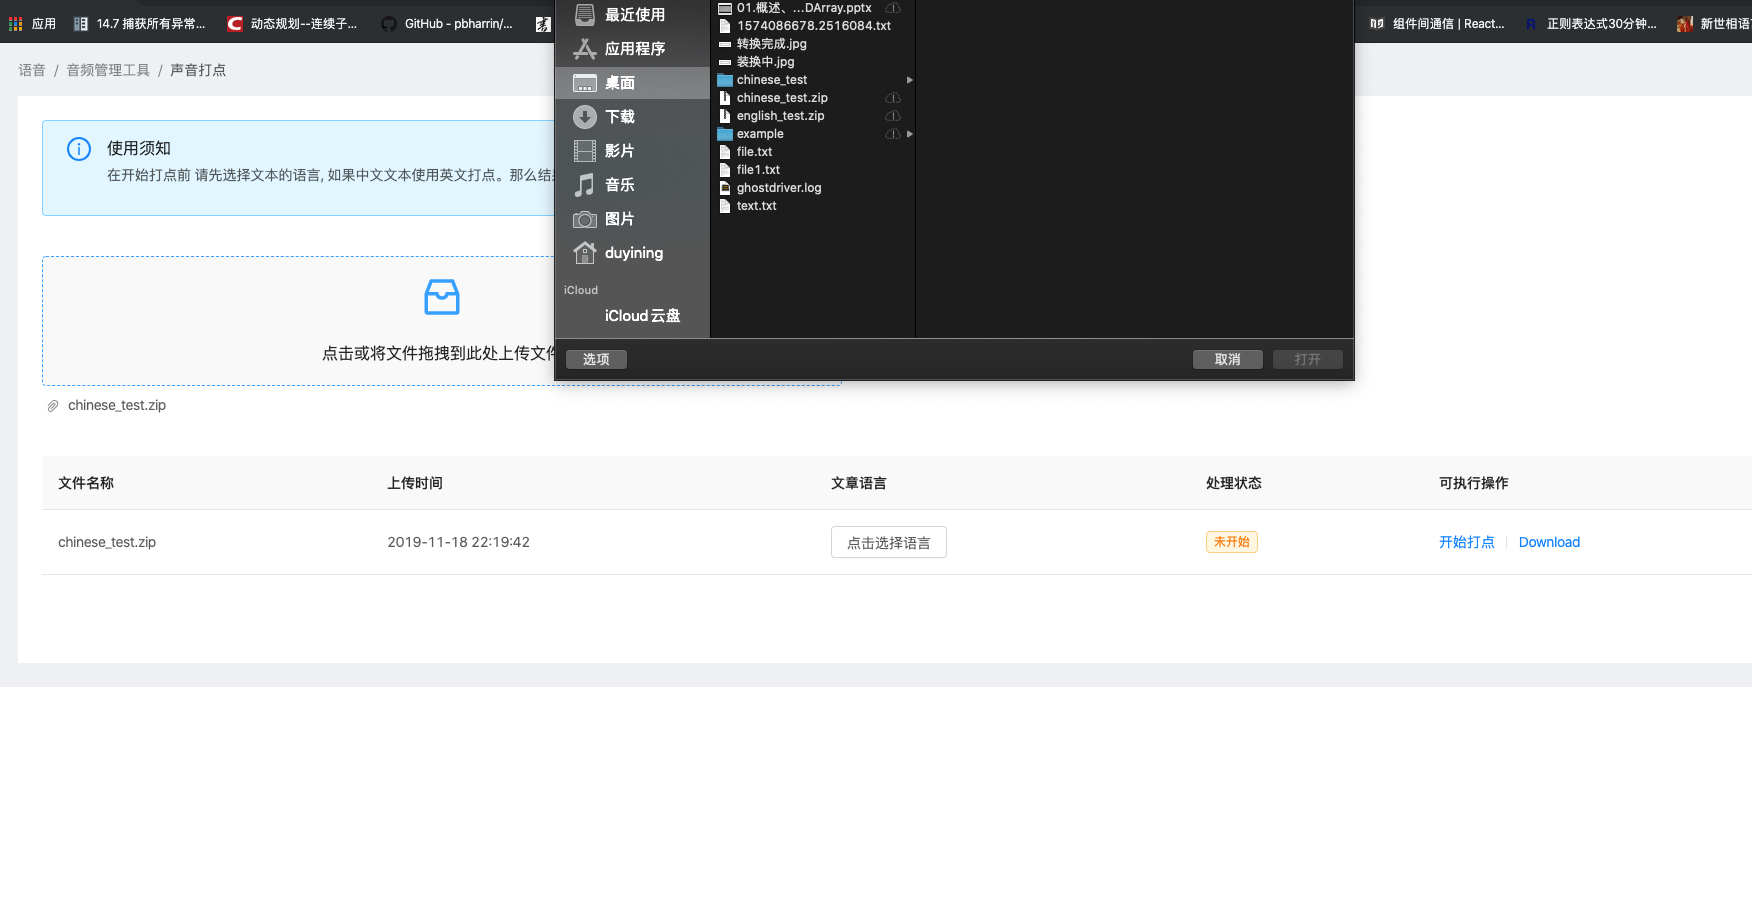 应用
14.7 捕获所有异常...
动态规划--连续子...
GitHub - pbharrin/...
组件间通信 | React...
正则表达式30分钟...
新世相语
语音 / 音频管理工具 / 声音打点
使用须知
在开始打点前 请先选择文本的语言, 如果中文文本使用英文打点。那么结
点击或将文件拖拽到此处上传文
chinese_test.zip
最近使用
应用程序
桌面
下载
影片
音乐
图片
duyining
iCloud
iCloud云盘
01.概述、...DArray.pptx
1574086678.2516084.txt
转换完成.jpg
装换中.jpg
chinese_test
chinese_test.zip
english_test.zip
example
file.txt
file1.txt
ghostdriver.log
text.txt
选项
取消
打开
文件名称 上传时间 文章语言 处理状态 可执行操作
chinese_test.zip 2019-11-18 22:19:42 点击选择语言 未开始 开始打点 Download